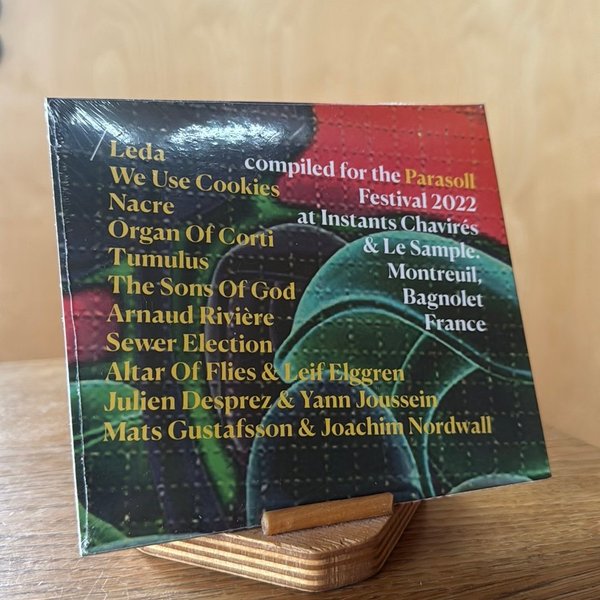 Leda
We Use Cookies
Nacre
Organ Of Corti
Tumulus
The Sons Of God
Arnaud Rivière
Sewer Election
Altar Of Flies & Leif Elggren
Julien Desprez & Yann Joussein
Mats Gustafsson & Joachim Nordwall
compiled for the Parasoll
Festival 2022
at Instants Chavirés
& Le Sample.
Montreuil,
Bagnolet
France